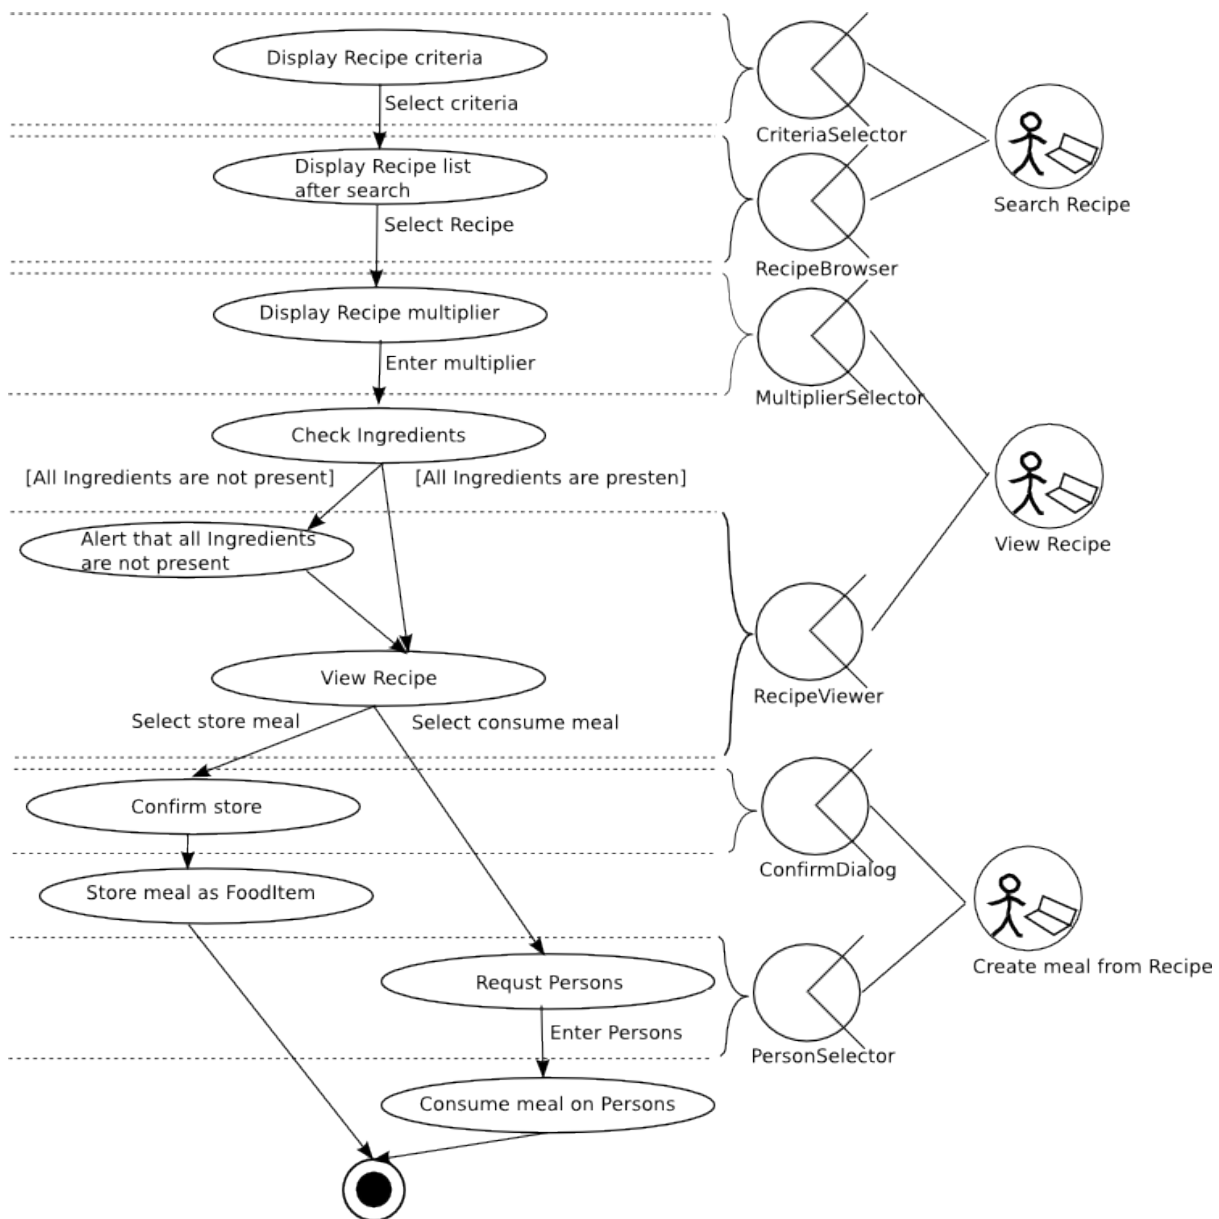 Display Recipe criteria
Select criteria
CriteriaSelector
Display Recipe list
after search
Search Recipe
Select Recipe
RecipeBrowser
Display Recipe multiplier
Enter multiplier
MultiplierSelector
Check Ingredients
[All Ingredients are not present]
[All Ingredients are presten]
Alert that all Ingredients
are not present
View Recipe
View Recipe
RecipeViewer
Select store meal
Select consume meal
Confirm store
ConfirmDialog
Store meal as FoodItem
Create meal from Recipe
Requst Persons
Enter Persons
PersonSelector
Consume meal on Persons